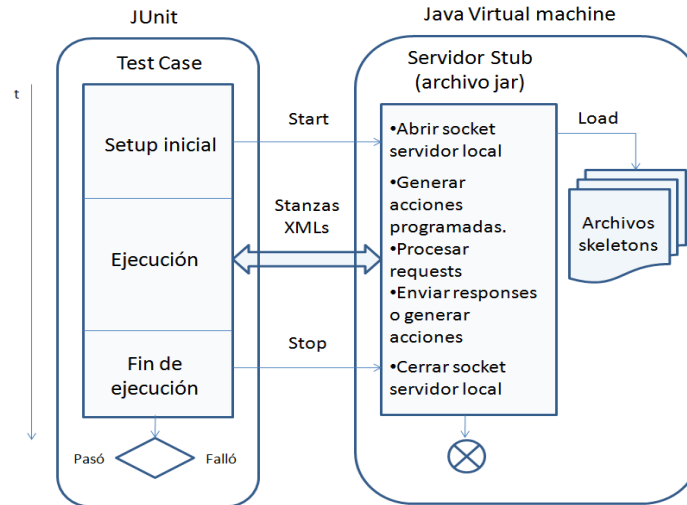 JUnit
Test Case
t
Setup inicial
Ejecución
Fin de
ejecución
Pasó
Falló
Start
Stanzas
XMLs
Stop
Java Virtual machine
Servidor Stub
(archivo jar)
•Abrir socket
servidor local
•Generar
acciones
programadas.
•Procesar
requests
•Enviar responses
o generar
acciones
•Cerrar socket
servidor local
Load
Archivos
skeletons